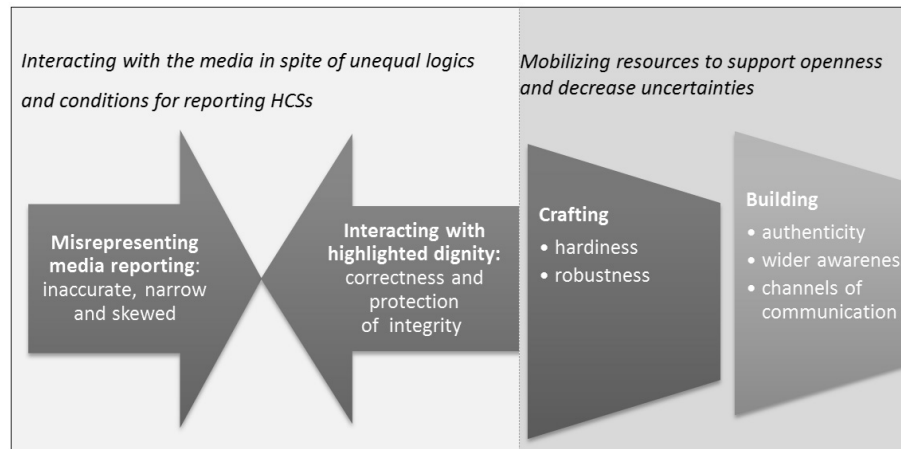 Interacting with the media in spite of unequal logics
and conditions for reporting HCSs
Mobilizing resources to support openness
and decrease uncertainties
Misrepresenting
media reporting:
inaccurate, narrow
and skewed
Interacting with
highlighted dignity:
correctness and
protection
of integrity
Crafting
• hardiness
• robustness
Building
• authenticity
• wider awarenes
• channels of
communication